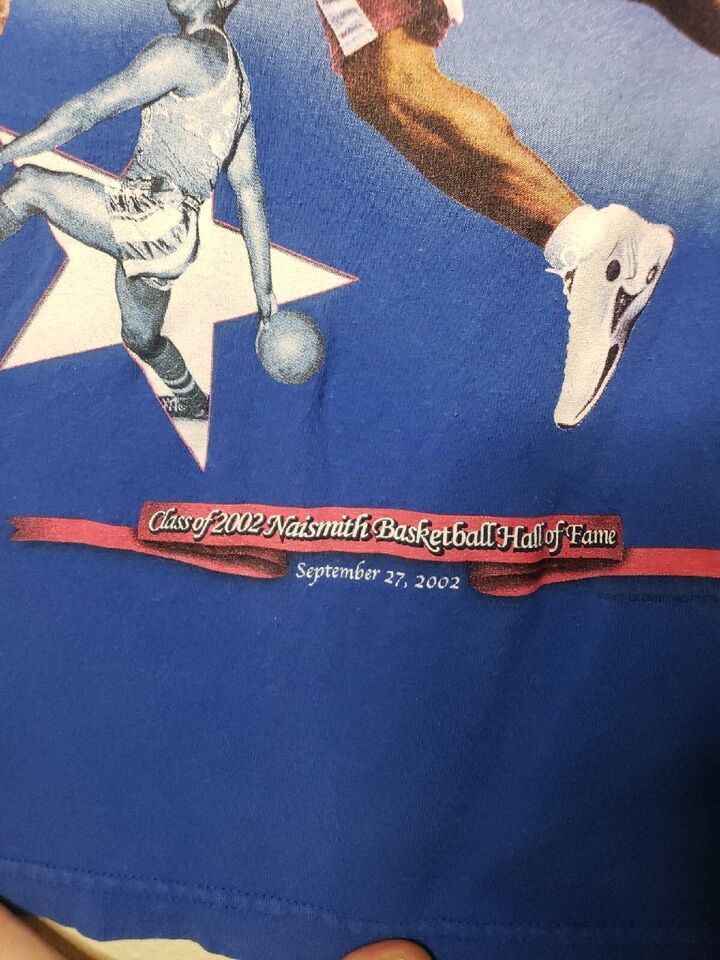 Class of 2002 Naismith Basketball Hall of Fame
September 27, 2002